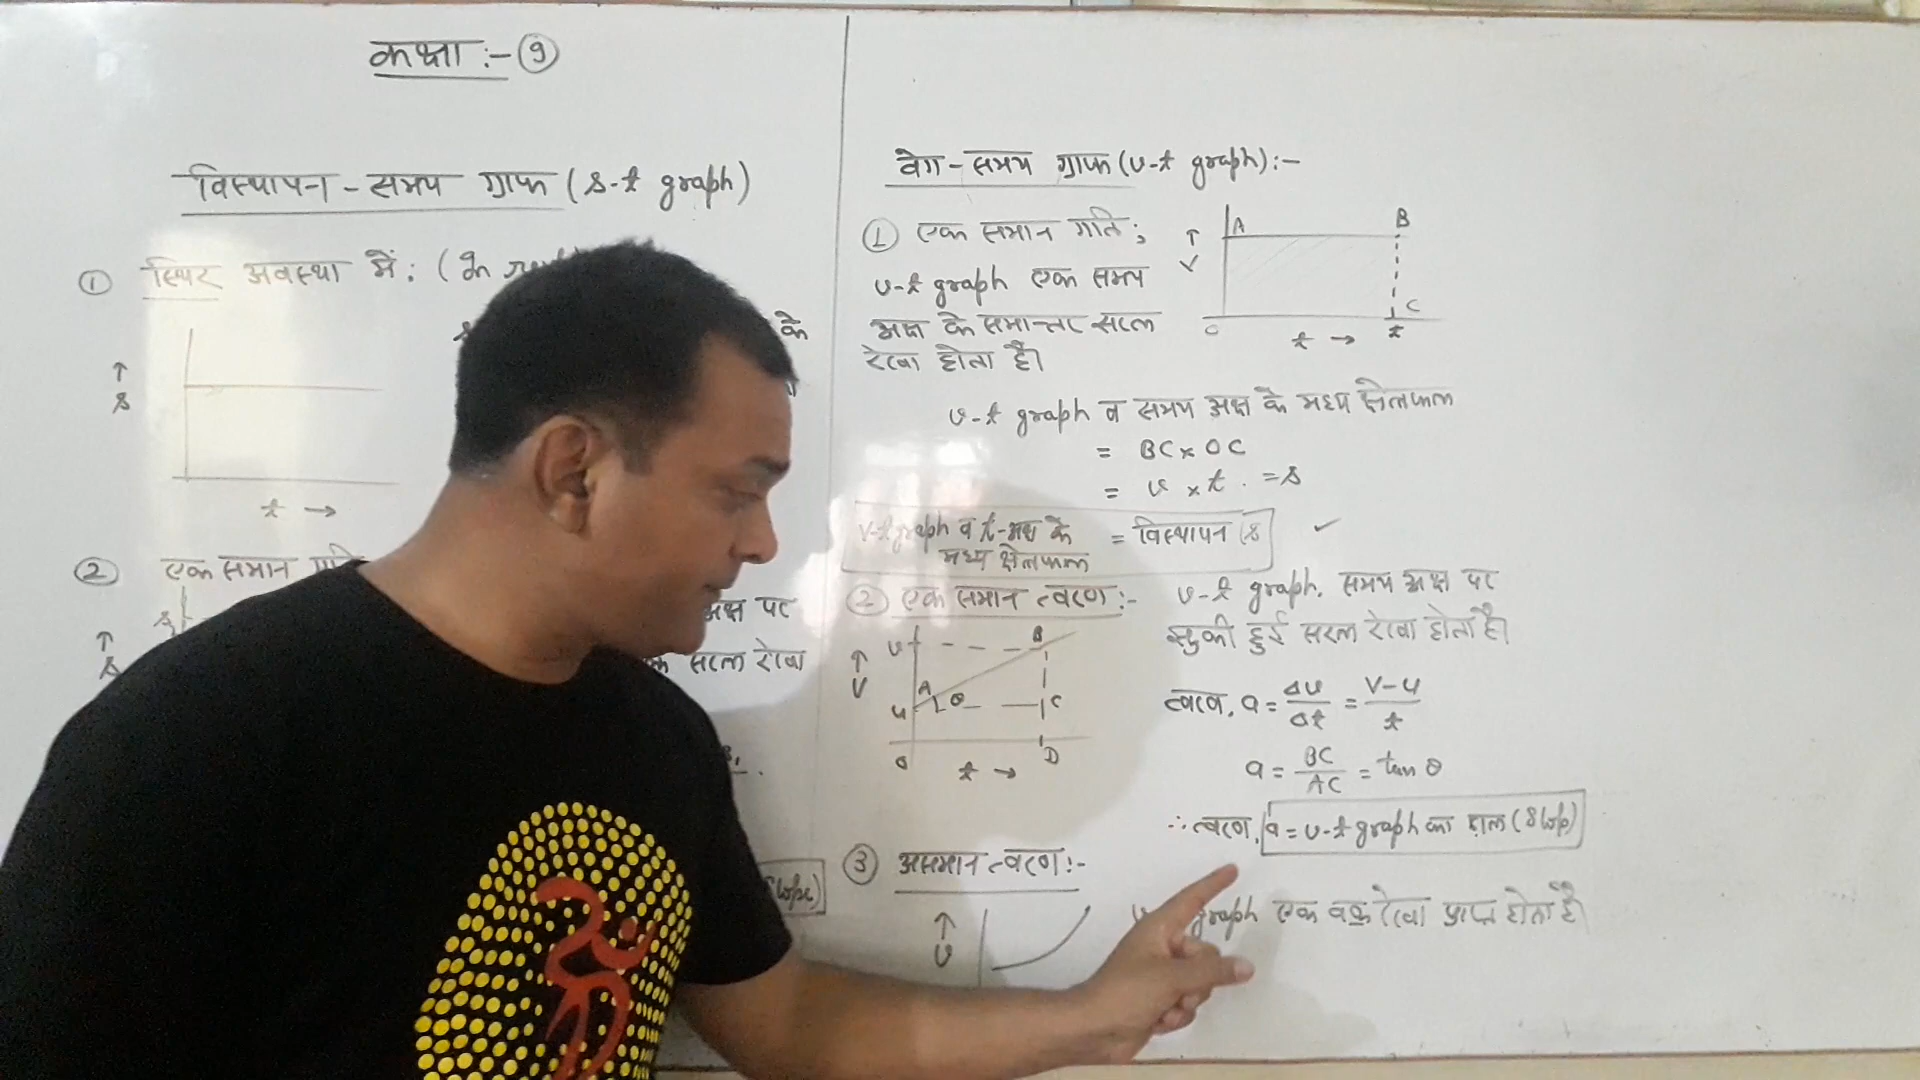 कक्षा :- 9
विस्थापन - समय ग्राफ ( s-t graph)
① स्थिर अवस्था में: (
के
↑
s
t →
② एक समान
अक्ष पर
↑
सरल रेखा
वेग - समय ग्राफ (v-t graph):-
① एक समान गति;
v-t graph एक समय
अक्ष के समान्तर सरल
रेखा होता है।
A B
↑
v
O t → t C
v-t graph व समय अक्ष के मध्य क्षेत्रफल
= BC x OC
= v x t. = s
v-t graph व t-अक्ष के = विस्थापन (s
मध्य क्षेत्रफल
② एक समान त्वरण :-
v-t graph. समय अक्ष पर
झुकी हुई सरल रेखा होता है।
v B
↑
v
A θ
u C
O t → D
त्वरण, a = Δv/Δt = v-u/t
a = BC/AC = tan θ
∴ त्वरण, a = v-t graph का ढाल (Slop)
③ असमान त्वरण :-
↑
v
graph एक वक्र रेखा प्राप्त होता है।